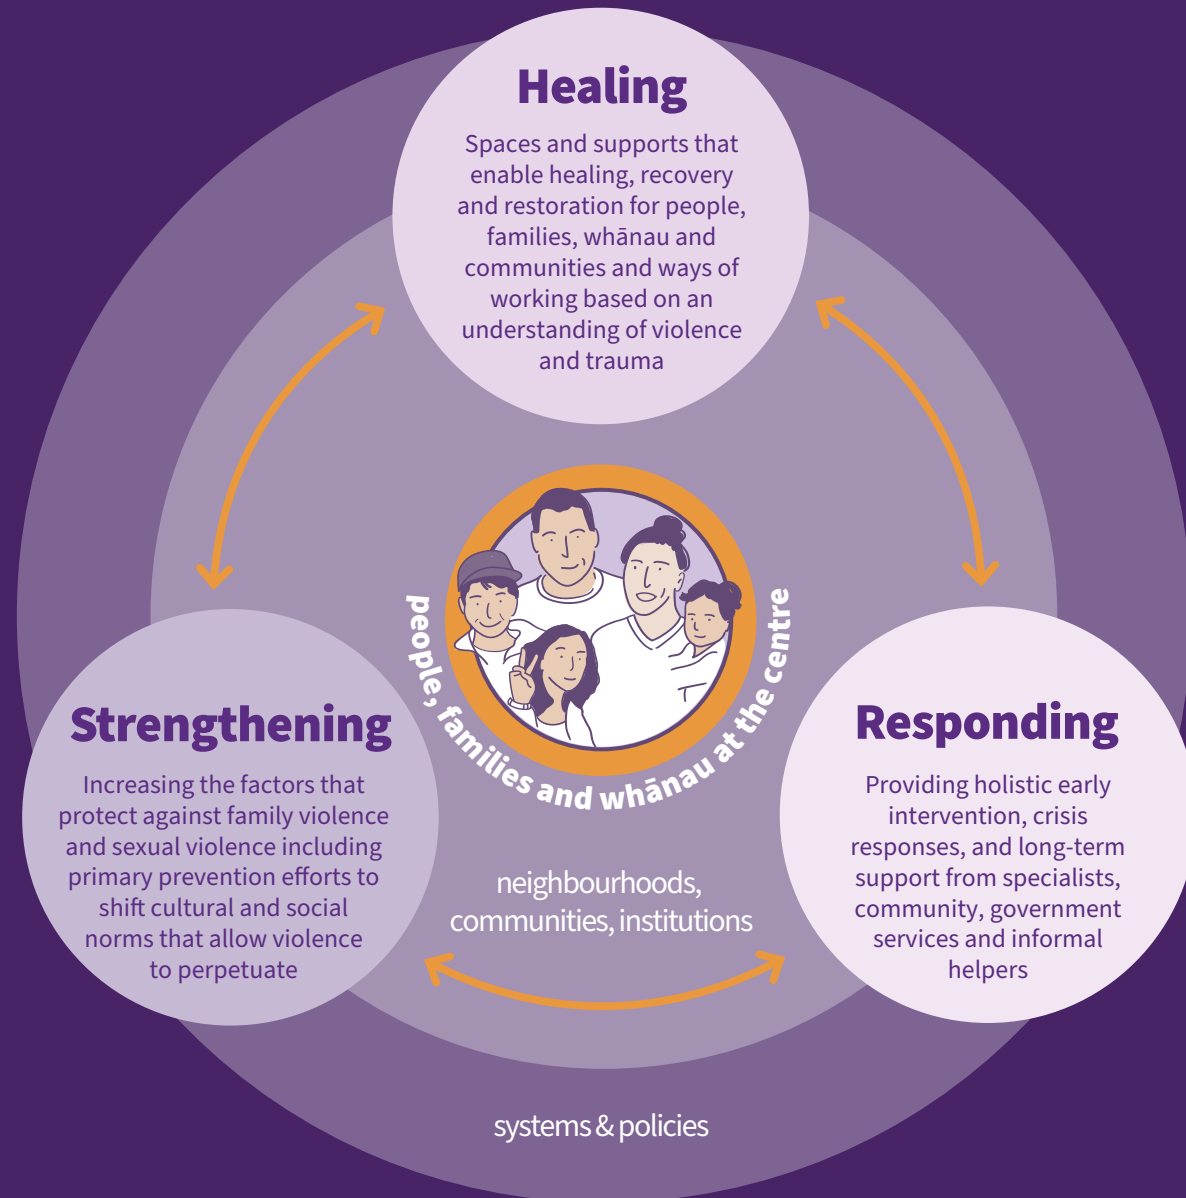 Healing
Spaces and supports that
enable healing, recovery
and restoration for people,
families, whānau and
communities and ways of
working based on an
understanding of violence
and trauma
people, families and whānau at the centre
Strengthening
Increasing the factors that
protect against family violence
and sexual violence including
primary prevention efforts to
shift cultural and social
norms that allow violence
to perpetuate
Responding
Providing holistic early
intervention, crisis
responses, and long-term
support from specialists,
community, government
services and informal
helpers
neighbourhoods,
communities, institutions
systems & policies